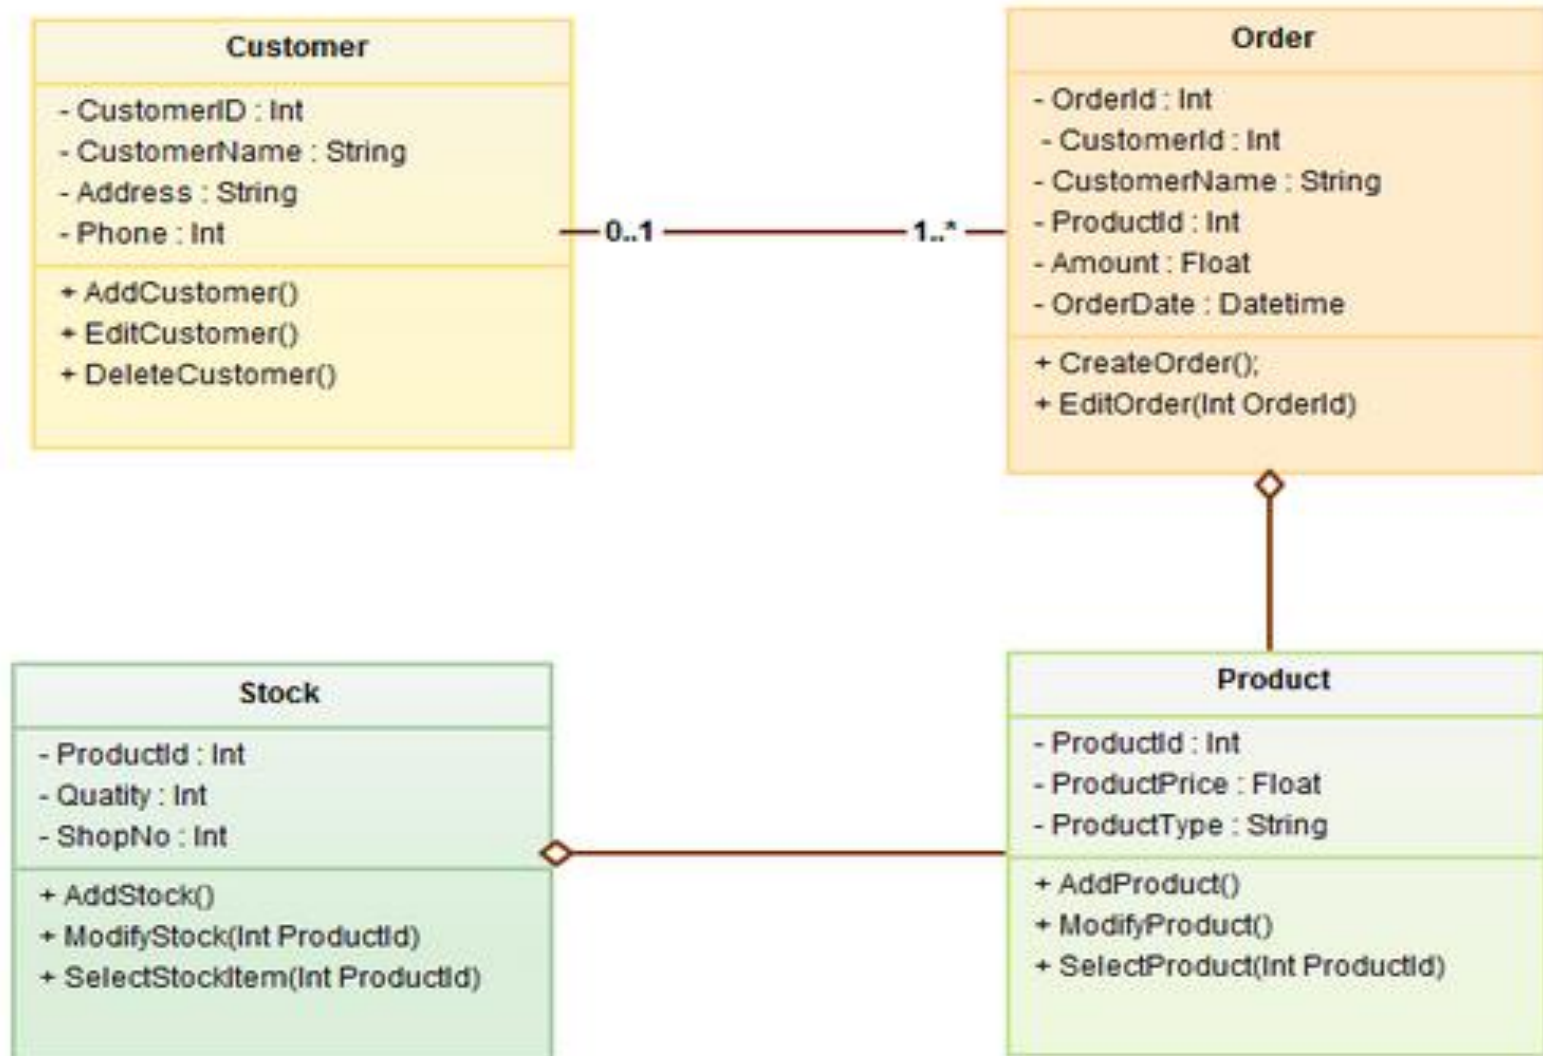 Customer
- CustomerID : Int
- CustomerName : String
- Address : String
- Phone : Int
+ AddCustomer()
+ EditCustomer()
+ DeleteCustomer()
0..1
1..*
Order
- OrderId : Int
- CustomerId : Int
- CustomerName : String
- ProductId : Int
- Amount : Float
- OrderDate : Datetime
+ CreateOrder();
+ EditOrder(Int OrderId)
Stock
- ProductId : Int
- Quatity : Int
- ShopNo : Int
+ AddStock()
+ ModifyStock(Int ProductId)
+ SelectStockItem(Int ProductId)
Product
- ProductId : Int
- ProductPrice : Float
- ProductType : String
+ AddProduct()
+ ModifyProduct()
+ SelectProduct(Int ProductId)